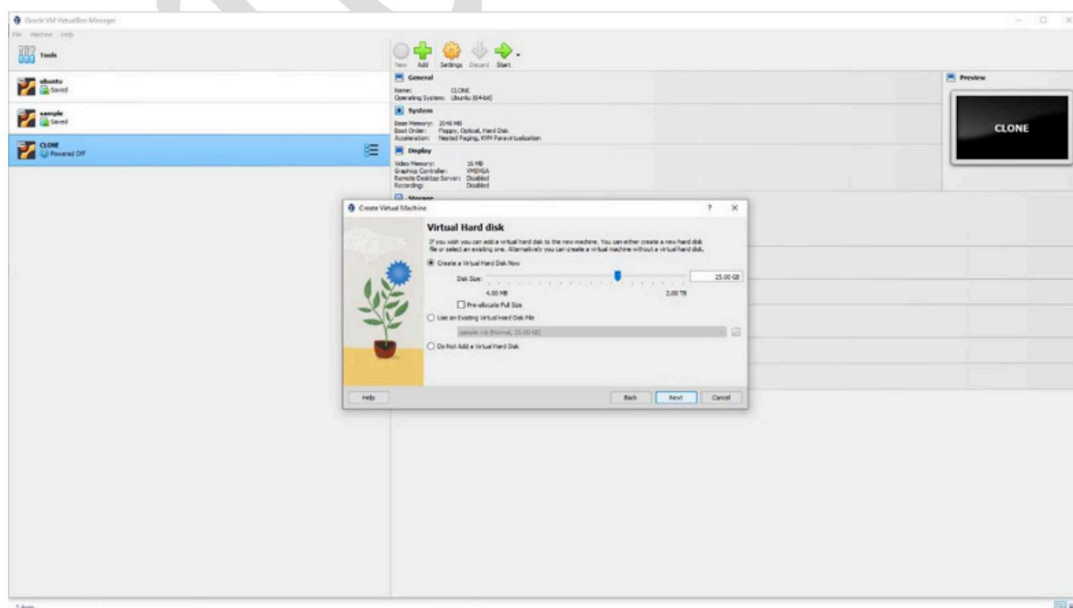 Oracle VM VirtualBox Manager
File Machine Help
Tools
New Add Settings Discard Start
ubuntu
Saved
sample
Saved
CLONE
Powered Off
General
Name: CLONE
Operating System: Ubuntu (64-bit)
System
Base Memory: 2048 MB
Boot Order: Floppy, Optical, Hard Disk
Acceleration: Nested Paging, KVM Paravirtualization
Display
Video Memory: 16 MB
Graphics Controller: VMSVGA
Remote Desktop Server: Disabled
Recording: Disabled
Storage
Preview
CLONE
Create Virtual Machine
? ×
Virtual Hard disk
If you wish you can add a virtual hard disk to the new machine. You can either create a new hard disk
file or select an existing one. Alternatively you can create a virtual machine without a virtual hard disk.
Create a Virtual Hard Disk Now
Disk Size: 25.00 GB
4.00 MB 2.00 TB
Pre-allocate Full Size
Use an Existing Virtual Hard Disk File
sample.vdi (Normal, 25.00 GB)
Do Not Add a Virtual Hard Disk
Help Back Next Cancel